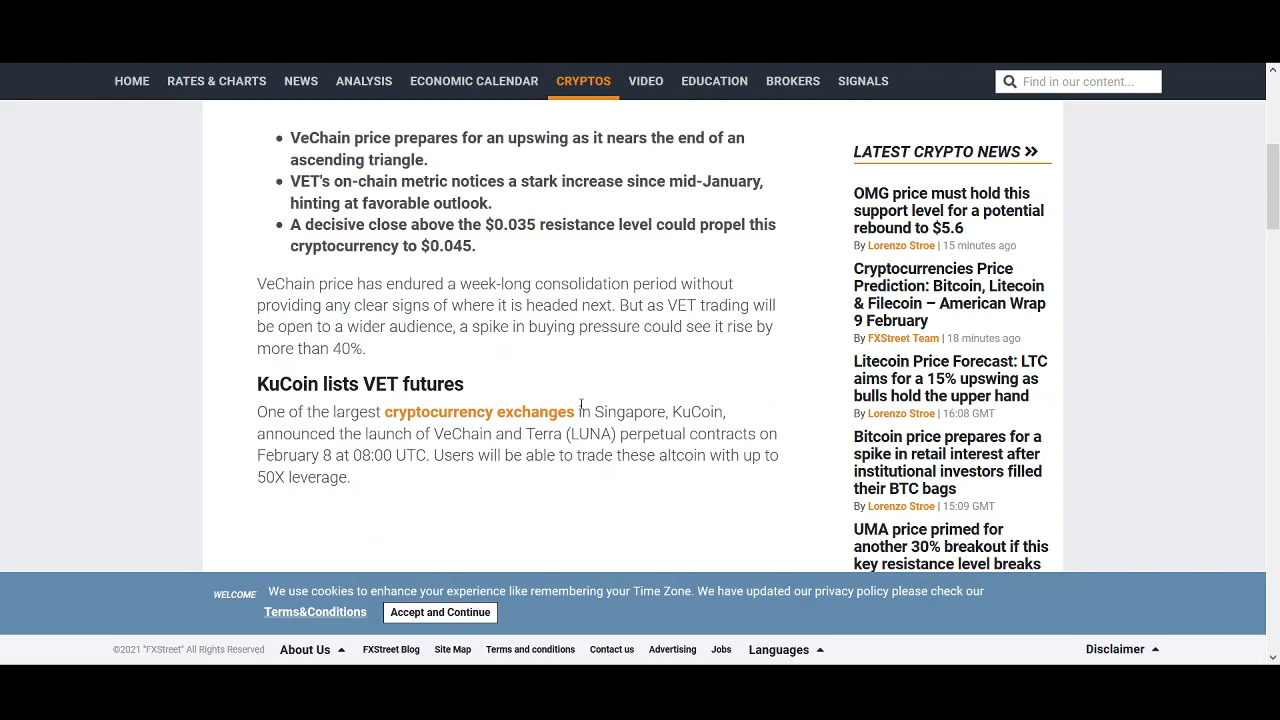 HOME RATES & CHARTS NEWS ANALYSIS ECONOMIC CALENDAR CRYPTOS VIDEO EDUCATION BROKERS SIGNALS Find in our content...
VeChain price prepares for an upswing as it nears the end of an
ascending triangle.
VET's on-chain metric notices a stark increase since mid-January,
hinting at favorable outlook.
A decisive close above the $0.035 resistance level could propel this
cryptocurrency to $0.045.
VeChain price has endured a week-long consolidation period without
providing any clear signs of where it is headed next. But as VET trading will
be open to a wider audience, a spike in buying pressure could see it rise by
more than 40%.
KuCoin lists VET futures
One of the largest cryptocurrency exchanges in Singapore, KuCoin,
announced the launch of VeChain and Terra (LUNA) perpetual contracts on
February 8 at 08:00 UTC. Users will be able to trade these altcoin with up to
50X leverage.
LATEST CRYPTO NEWS
OMG price must hold this
support level for a potential
rebound to $5.6
By Lorenzo Stroe | 15 minutes ago
Cryptocurrencies Price
Prediction: Bitcoin, Litecoin
& Filecoin – American Wrap
9 February
By FXStreet Team | 18 minutes ago
Litecoin Price Forecast: LTC
aims for a 15% upswing as
bulls hold the upper hand
By Lorenzo Stroe | 16:08 GMT
Bitcoin price prepares for a
spike in retail interest after
institutional investors filled
their BTC bags
By Lorenzo Stroe | 15:09 GMT
UMA price primed for
another 30% breakout if this
key resistance level breaks
WELCOME We use cookies to enhance your experience like remembering your Time Zone. We have updated our privacy policy please check our
Terms&Conditions Accept and Continue
©2021 "FXStreet" All Rights Reserved About Us FXStreet Blog Site Map Terms and conditions Contact us Advertising Jobs Languages Disclaimer